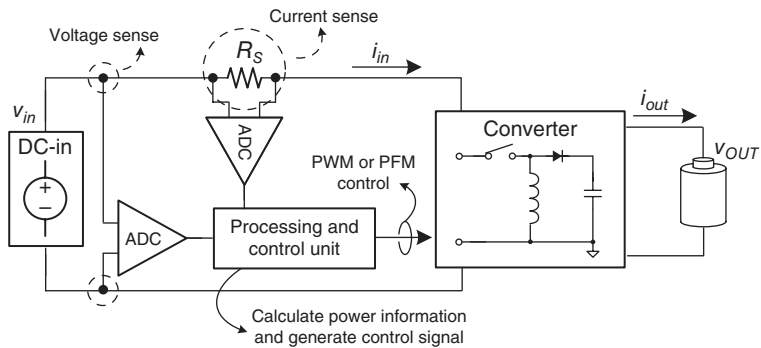 Current sense
Voltage sense
R_S
i_in
v_in
i_out
DC-in
ADC
Converter
v_OUT
PWM or PFM
control
+
−
ADC
Processing and
control unit
Calculate power information
and generate control signal